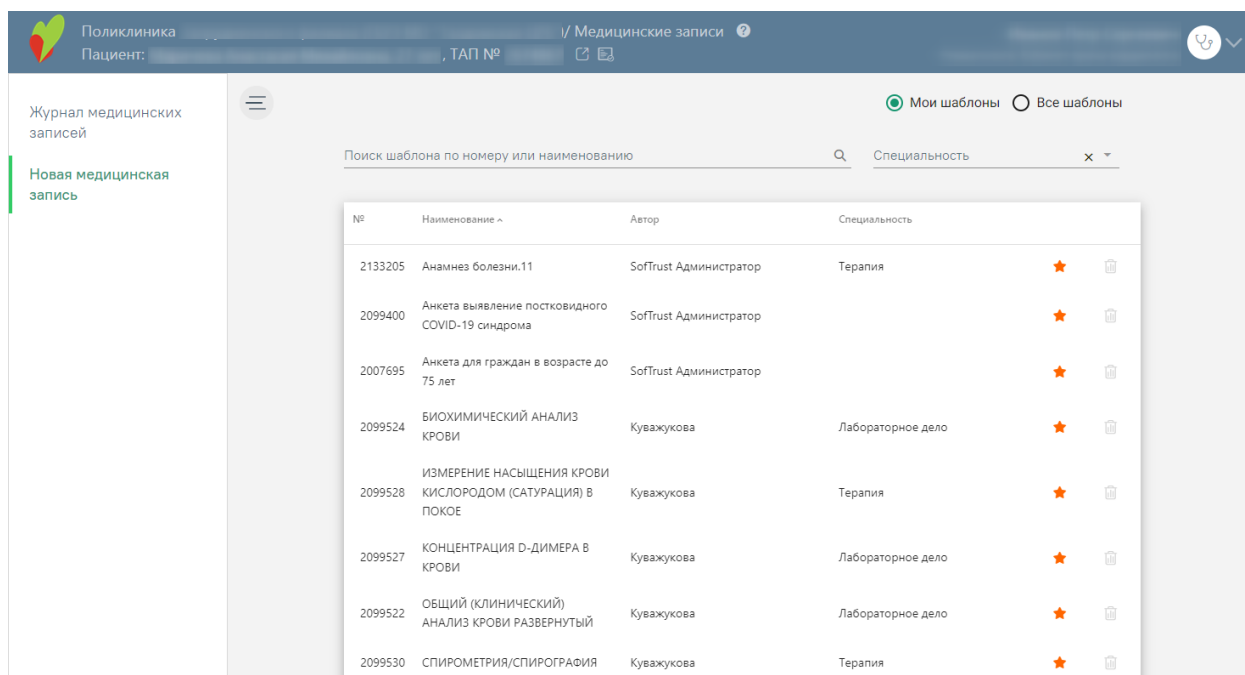 Поликлиника / Медицинские записи ?
Пациент: , ТАП №
Журнал медицинских
записей
Новая медицинская
запись
Мои шаблоны Все шаблоны
Поиск шаблона по номеру или наименованию Специальность x
№ Наименование Автор Специальность
2133205 Анамнез болезни.11 SofTrust Администратор Терапия
2099400 Анкета выявление постковидного
COVID-19 синдрома SofTrust Администратор
2007695 Анкета для граждан в возрасте до
75 лет SofTrust Администратор
2099524 БИОХИМИЧЕСКИЙ АНАЛИЗ
КРОВИ Куважукова Лабораторное дело
2099528 ИЗМЕРЕНИЕ НАСЫЩЕНИЯ КРОВИ
КИСЛОРОДОМ (САТУРАЦИЯ) В
ПОКОЕ Куважукова Терапия
2099527 КОНЦЕНТРАЦИЯ D-ДИМЕРА В
КРОВИ Куважукова Лабораторное дело
2099522 ОБЩИЙ (КЛИНИЧЕСКИЙ)
АНАЛИЗ КРОВИ РАЗВЕРНУТЫЙ Куважукова Лабораторное дело
2099530 СПИРОМЕТРИЯ/СПИРОГРАФИЯ Куважукова Терапия